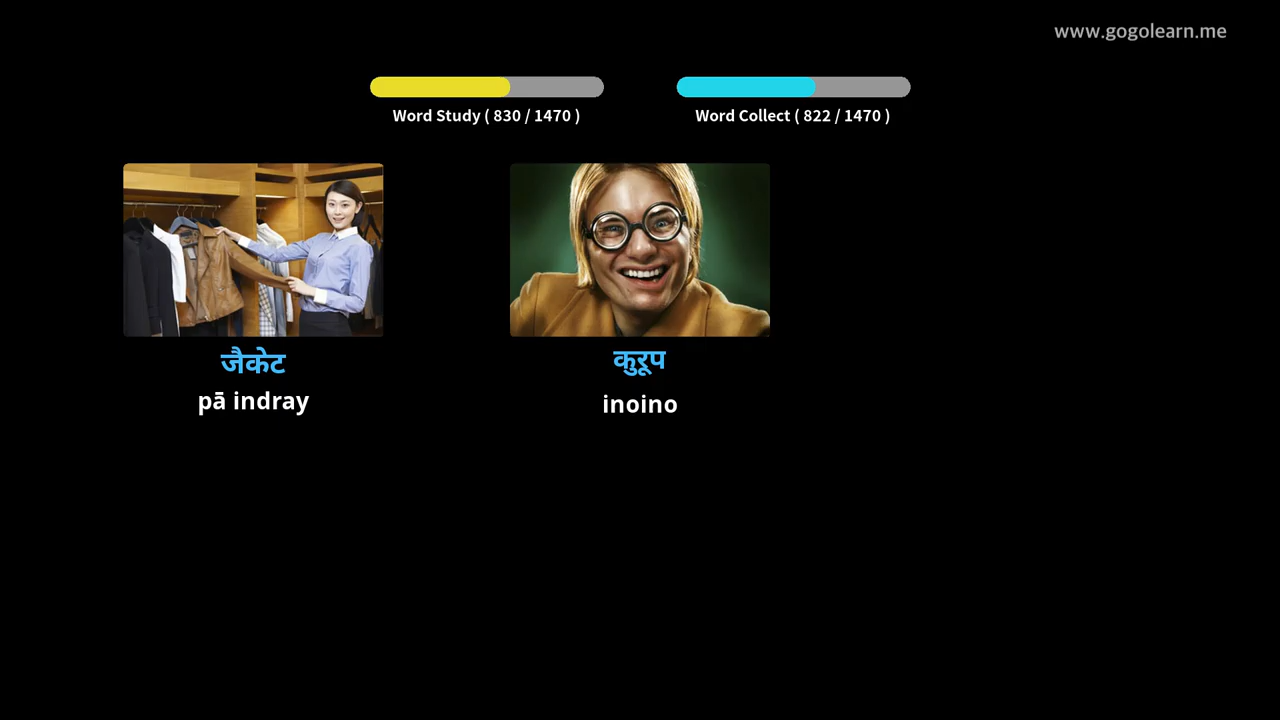 www.gogolearn.me
Word Study ( 830 / 1470 )
Word Collect ( 822 / 1470 )
जैकेट
pā indray
कुरूप
inoino